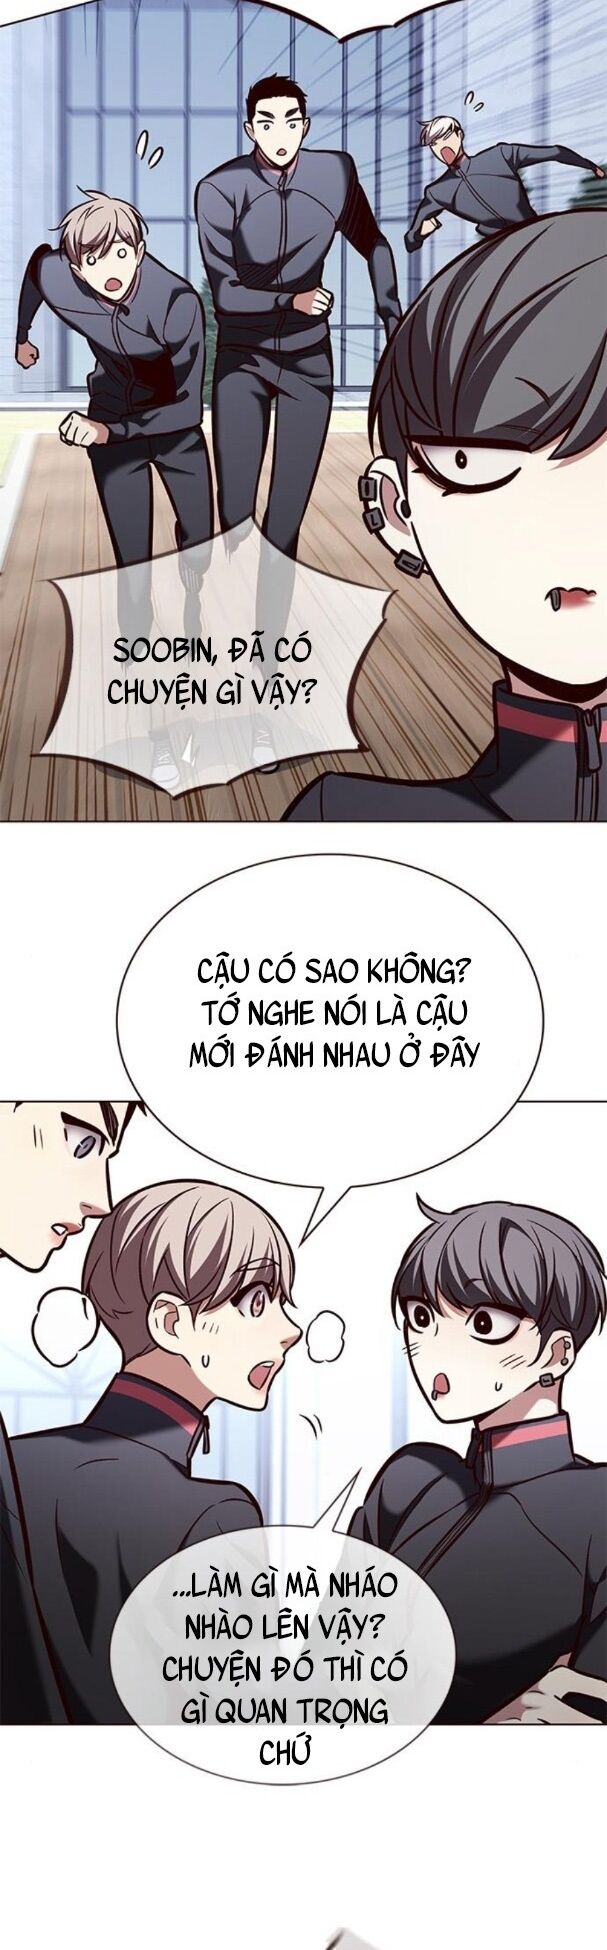 SOOBIN, ĐÃ CÓ
CHUYỆN GÌ VẬY?
CẬU CÓ SAO KHÔNG?
TỚ NGHE NÓI LÀ CẬU
MỚI ĐÁNH NHAU Ở ĐÂY
...LÀM GÌ MÀ NHÁO
NHÀO LÊN VẬY?
CHUYỆN ĐÓ THÌ CÓ
GÌ QUAN TRỌNG
CHỨ